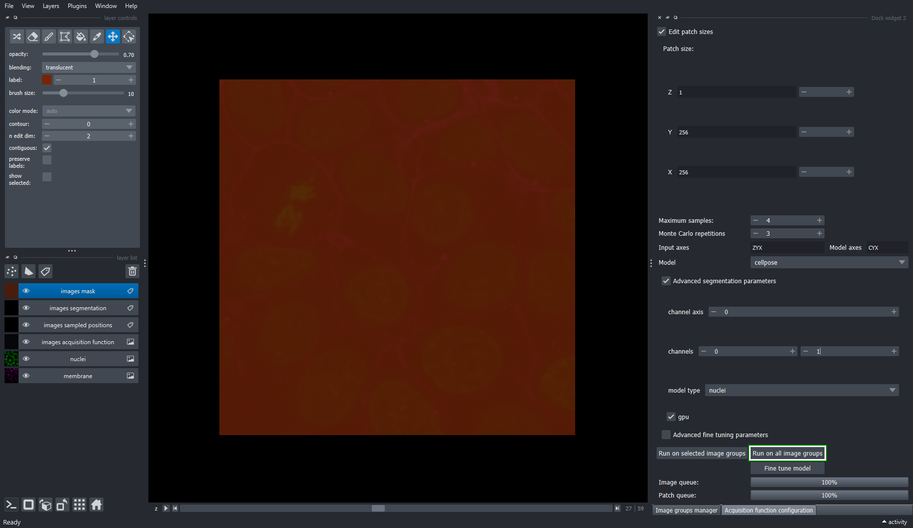 File View Layers Plugins Window Help
layer controls
Dock widget 2
opacity: 0.70
blending: translucent
label: 1
brush size: 10
color mode: auto
contour: 0
n edit dim: 2
contiguous:
preserve
labels:
show
selected:
layer list
images mask
images segmentation
images sampled positions
images acquisition function
nuclei
membrane
Edit patch sizes
Patch size:
Z 1
Y 256
X 256
Maximum samples: 4
Monte Carlo repetitions 3
Input axes ZYX Model axes CYX
Model cellpose
Advanced segmentation parameters
channel axis 0
channels 0 1
model type nuclei
gpu
Advanced fine tuning parameters
Run on selected image groups Run on all image groups
Fine tune model
Image queue: 100%
Patch queue: 100%
Image groups manager Acquisition function configuration
z 27 59
Ready
activity